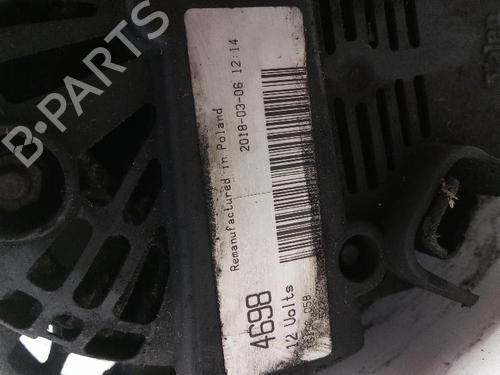 Remanufactured in Poland
2018-03-06 12:14
4698
12 Volts
B-PARTS